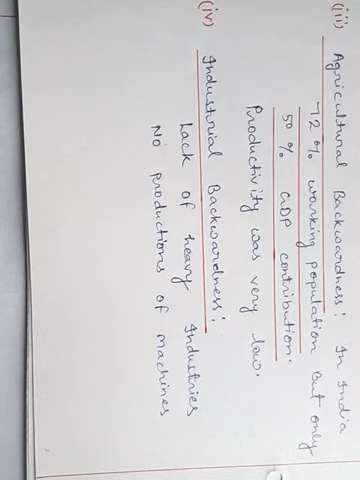 (iii) Agricultural Backwardness: In India
72% working population But only
50% GDP contribution.
Productivity was very low.
(iv) Industrial Backwardness:
Lack of heavy Industries
No productions of machines